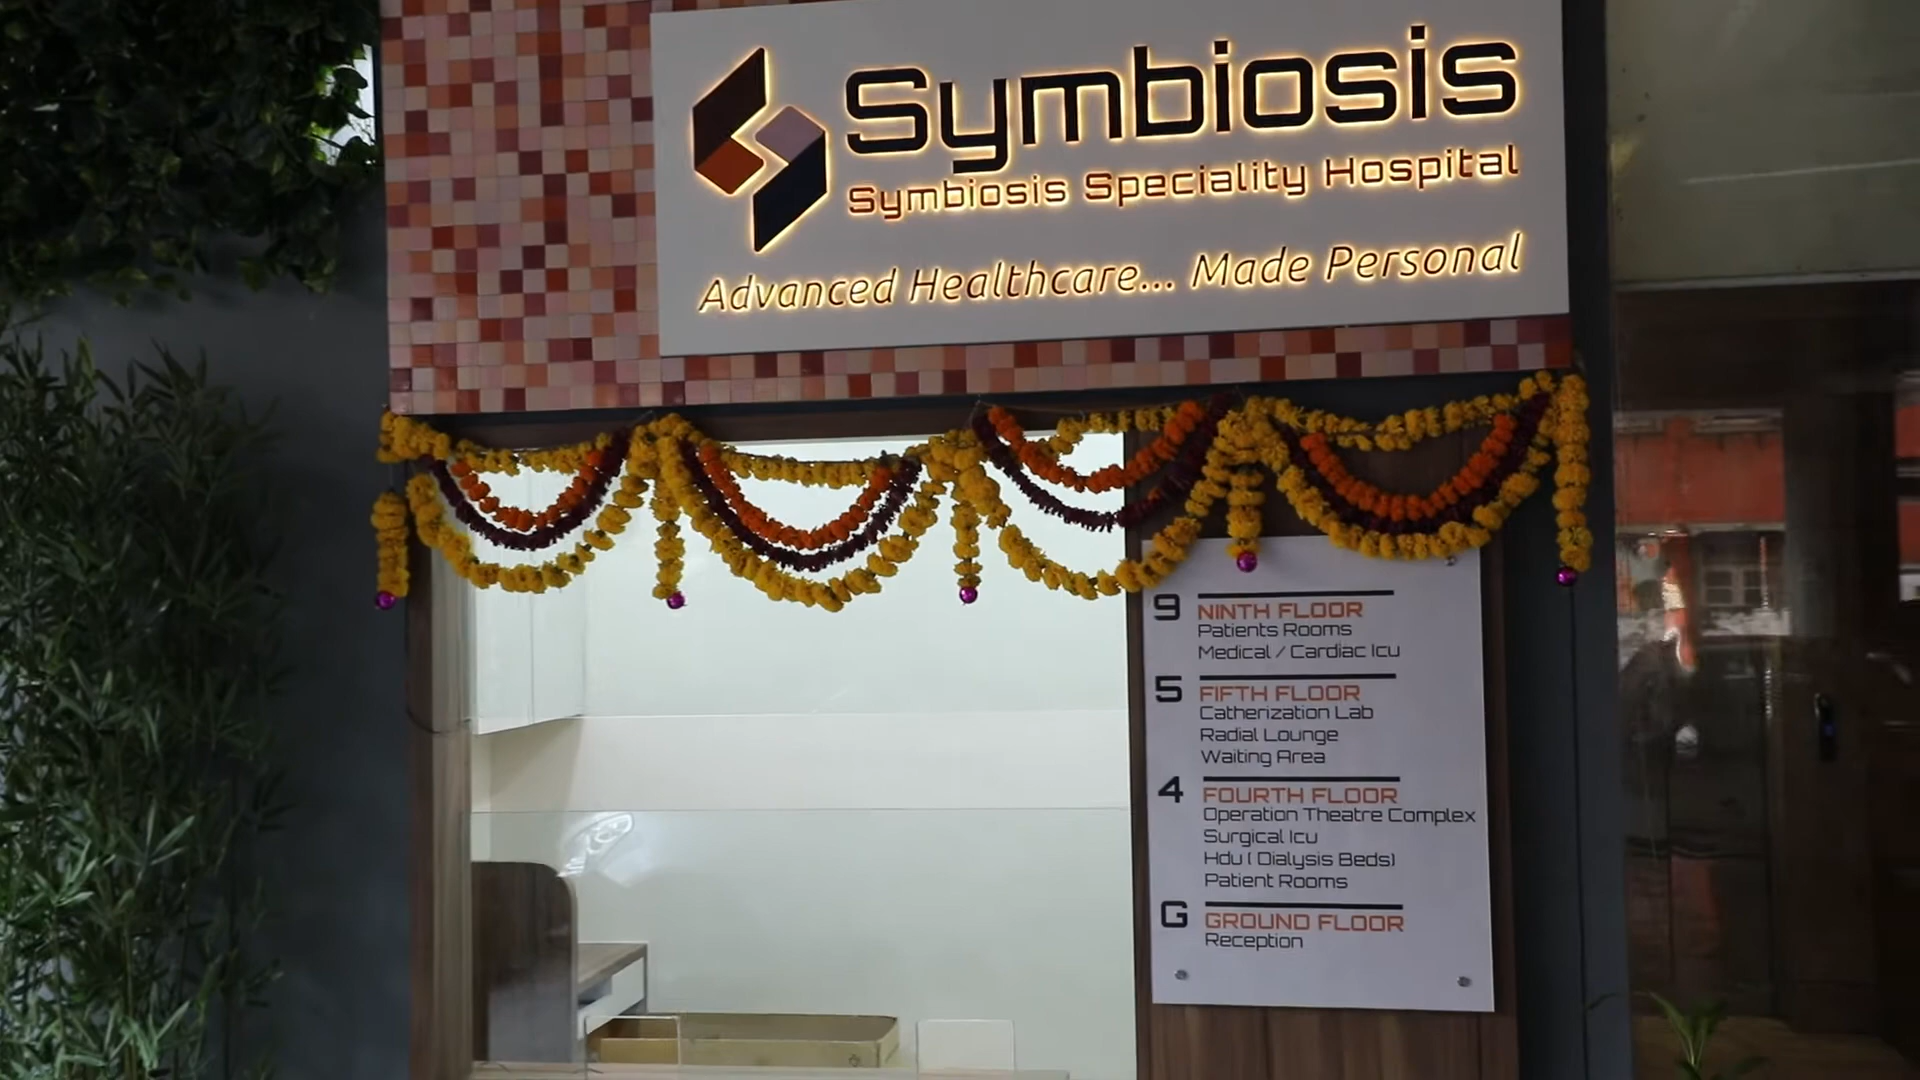 Symbiosis
Symbiosis Speciality Hospital
Advanced Healthcare... Made Personal
9 NINTH FLOOR
Patients Rooms
Medical / Cardiac Icu
5 FIFTH FLOOR
Catherization Lab
Radial Lounge
Waiting Area
4 FOURTH FLOOR
Operation Theatre Complex
Surgical Icu
Hdu ( Dialysis Beds)
Patient Rooms
G GROUND FLOOR
Reception